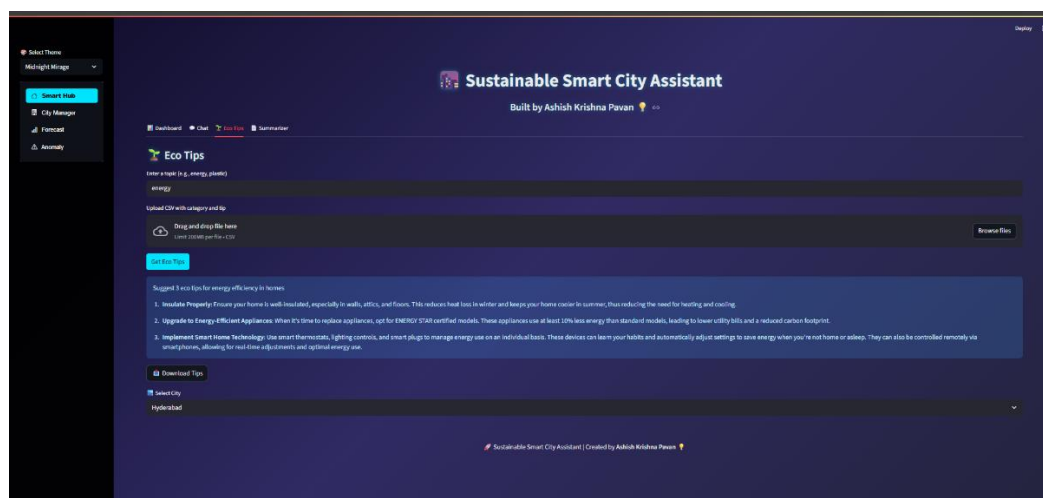 Deploy
Select Theme
Midnight Mirage
Smart Hub
City Manager
Forecast
Anomaly
Sustainable Smart City Assistant
Built by Ashish Krishna Pavan
Dashboard Chat Eco Tips Summarizer
Eco Tips
Enter a topic (e.g., energy, plastic)
energy
Upload CSV with category and tip
Drag and drop file here
Limit 200MB per file • CSV
Browse files
Get Eco Tips
Suggest 3 eco tips for energy efficiency in homes
1. Insulate Properly: Ensure your home is well-insulated, especially in walls, attics, and floors. This reduces heat loss in winter and keeps your home cooler in summer, thus reducing the need for heating and cooling.
2. Upgrade to Energy-Efficient Appliances: When it's time to replace appliances, opt for ENERGY STAR certified models. These appliances use at least 10% less energy than standard models, leading to lower utility bills and a reduced carbon footprint.
3. Implement Smart Home Technology: Use smart thermostats, lighting controls, and smart plugs to manage energy use on an individual basis. These devices can learn your habits and automatically adjust settings to save energy when you're not home or asleep. They can also be controlled remotely via
smartphones, allowing for real-time adjustments and optimal energy use.
Download Tips
Select City
Hyderabad
Sustainable Smart City Assistant | Created by Ashish Krishna Pavan